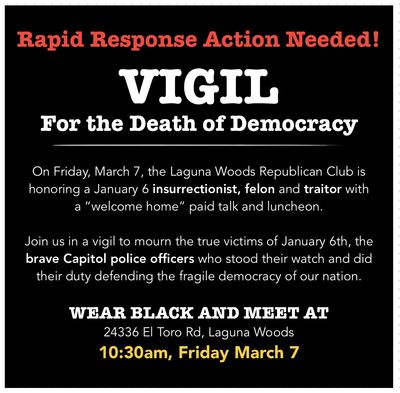 Rapid Response Action Needed!
VIGIL
For the Death of Democracy
On Friday, March 7, the Laguna Woods Republican Club is
honoring a January 6 insurrectionist, felon and traitor with
a “welcome home” paid talk and luncheon.
Join us in a vigil to mourn the true victims of January 6th, the
brave Capitol police officers who stood their watch and did
their duty defending the fragile democracy of our nation.
WEAR BLACK AND MEET AT
24336 El Toro Rd, Laguna Woods
10:30am, Friday March 7